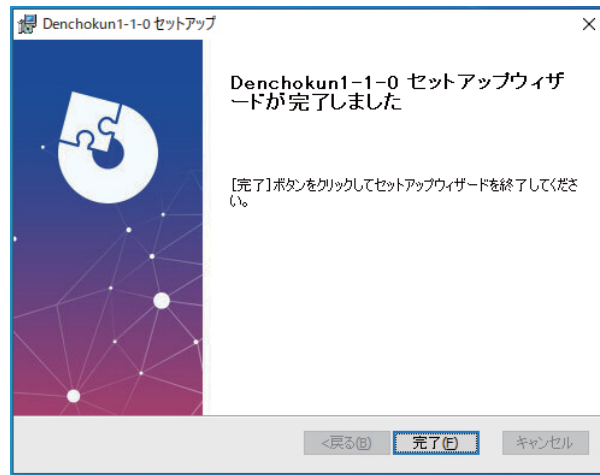 Denchokun1-1-0 セットアップ
Denchokun1-1-0 セットアップウィザ
ードが完了しました
[完了]ボタンをクリックしてセットアップウィザードを終了してくださ
い。
<戻る(B)
完了(F)
キャンセル